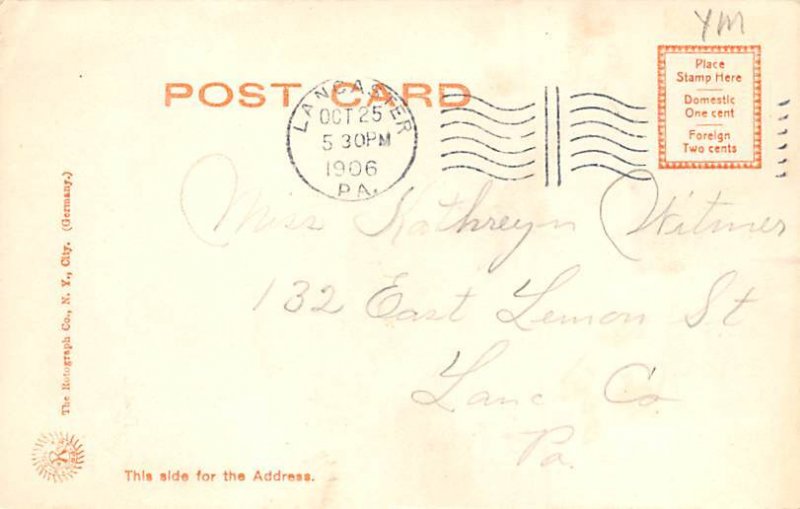 YM
POST CARD
LANCASTER
OCT 25
5 30 PM
1906
PA.
Place
Stamp Here
Domestic
One cent
Foreign
Two cents
Miss Kathreyn Witmer
132 East Lemon St
Lanc Co
Pa.
The Rotograph Co., N. Y., City. (Germany.)
This side for the Address.